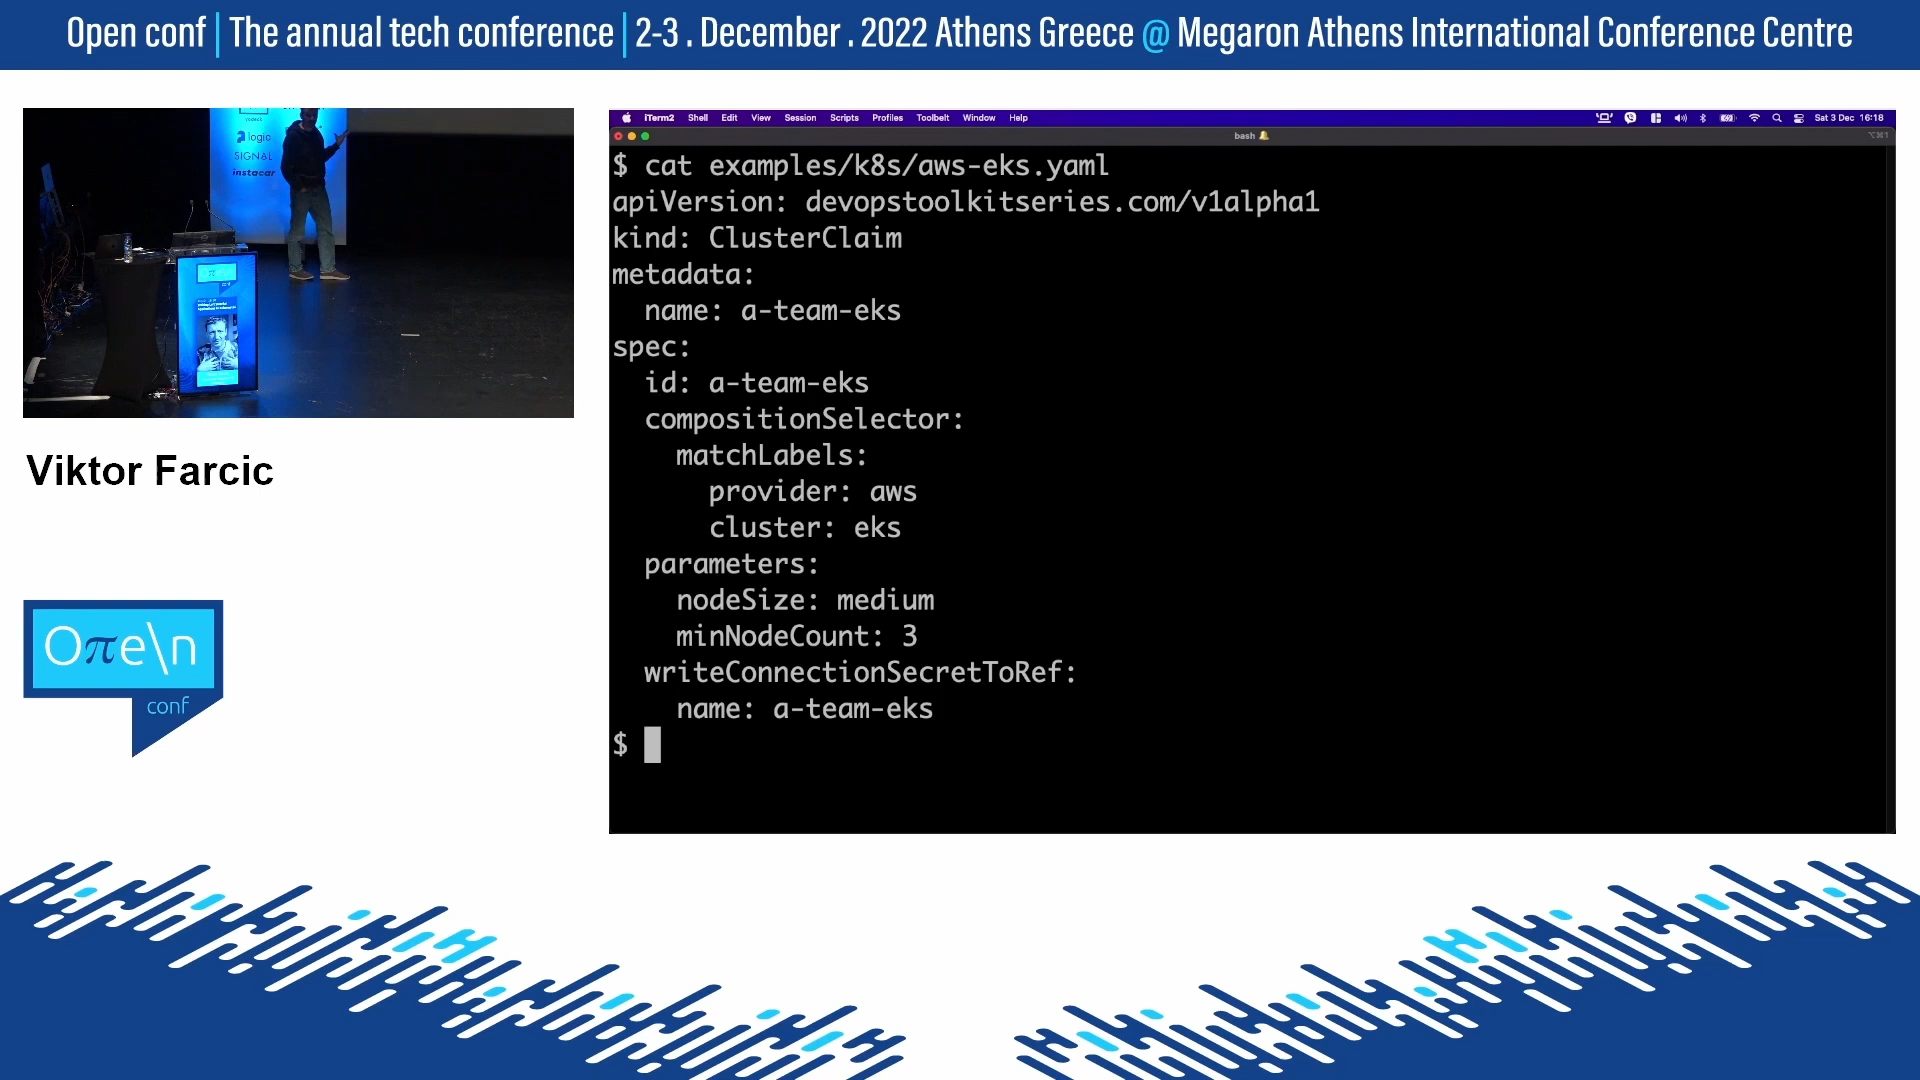 Open conf | The annual tech conference | 2-3 . December . 2022 Athens Greece @ Megaron Athens International Conference Centre
logic
SIGNAL
instacar
Viktor Farcic
Oπe\n
conf
iTerm2 Shell Edit View Session Scripts Profiles Toolbelt Window Help
Sat 3 Dec 16:18
bash
⌥⌘1
$ cat examples/k8s/aws-eks.yaml
apiVersion: devopstoolkitseries.com/v1alpha1
kind: ClusterClaim
metadata:
  name: a-team-eks
spec:
  id: a-team-eks
  compositionSelector:
    matchLabels:
      provider: aws
      cluster: eks
  parameters:
    nodeSize: medium
    minNodeCount: 3
  writeConnectionSecretToRef:
    name: a-team-eks
$